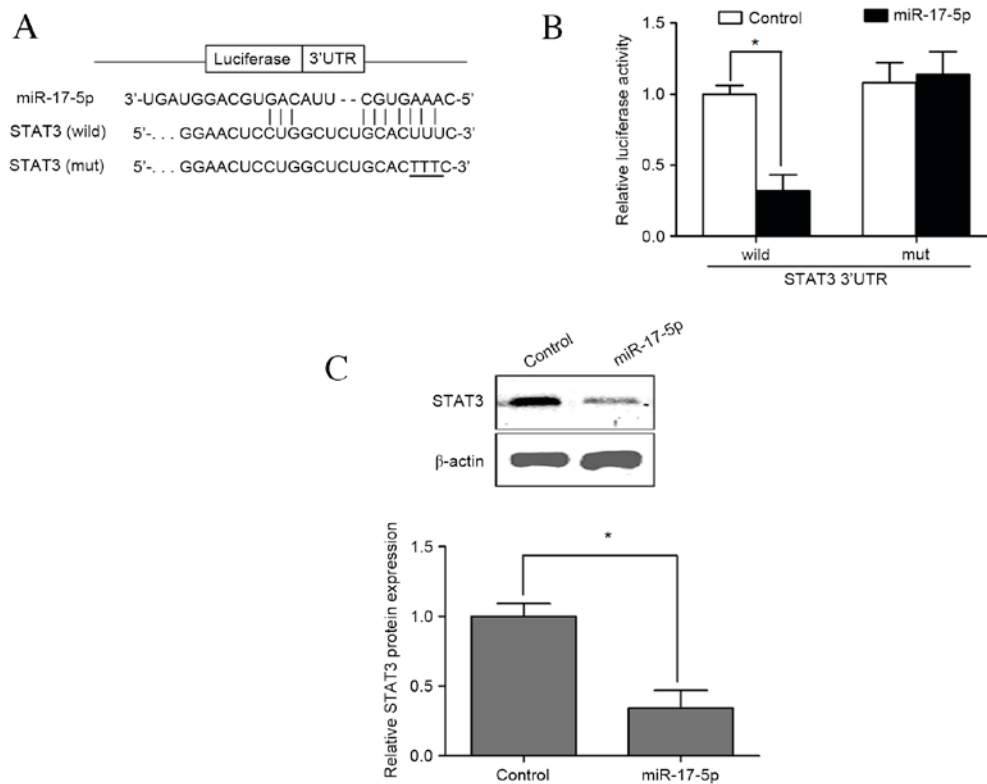 A
Luciferase 3'UTR
miR-17-5p 3'-UGAUGGACGUGACAUU - - CGUGAAAC-5'
STAT3 (wild) 5'-. . . GGAACUCCUGGCUCUGCACUUUC-3'
STAT3 (mut) 5'-. . . GGAACUCCUGGCUCUGCACTTTC-3'
B
Control miR-17-5p
Relative luciferase activity
1.5
1.0
0.5
0.0
*
wild mut
STAT3 3'UTR
C
Control miR-17-5p
STAT3
β-actin
Relative STAT3 protein expression
1.5
1.0
0.5
0.0
*
Control miR-17-5p